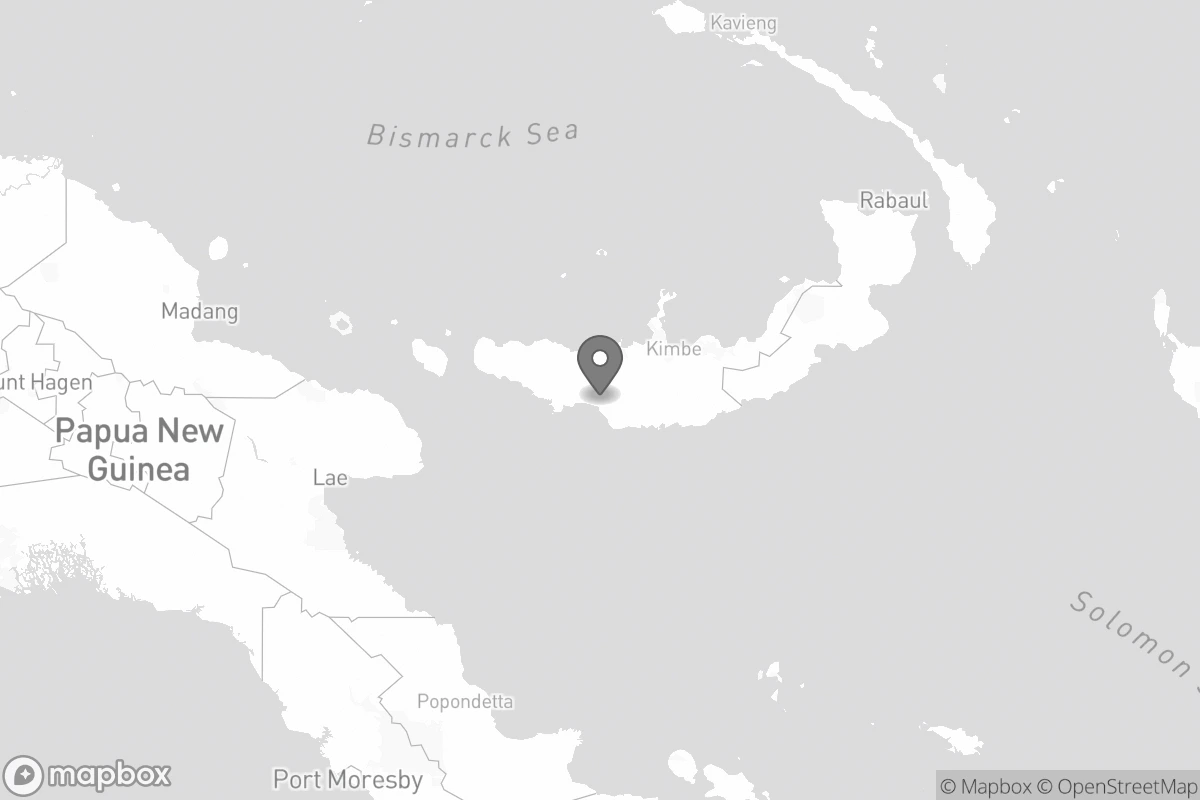 Kavieng
Bismarck Sea
Rabaul
Madang
Kimbe
unt Hagen
Papua New
Guinea
Lae
Solomon
Popondetta
Port Moresby
mapbox
© Mapbox © OpenStreetMap